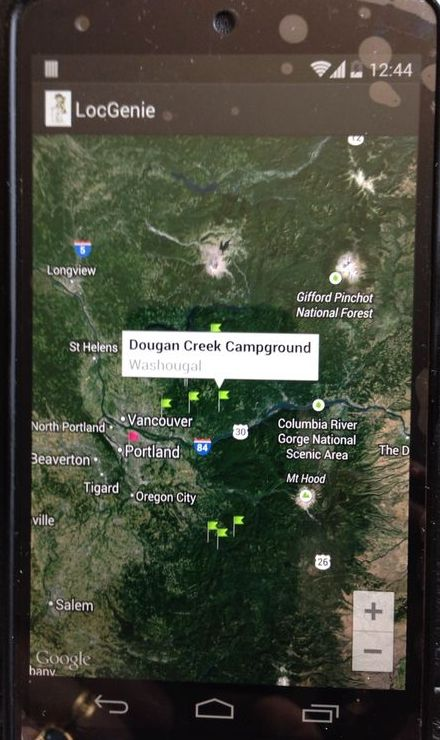 12:44
LocGenie
12
5
Longview
Gifford Pinchot
National Forest
St Helens
Dougan Creek Campground
Washougal
Vancouver
North Portland
30
Columbia River
Gorge National
Scenic Area
84
Portland
Beaverton
The D
Tigard
Oregon City
Mt Hood
ville
26
Salem
+
−
Google
bany